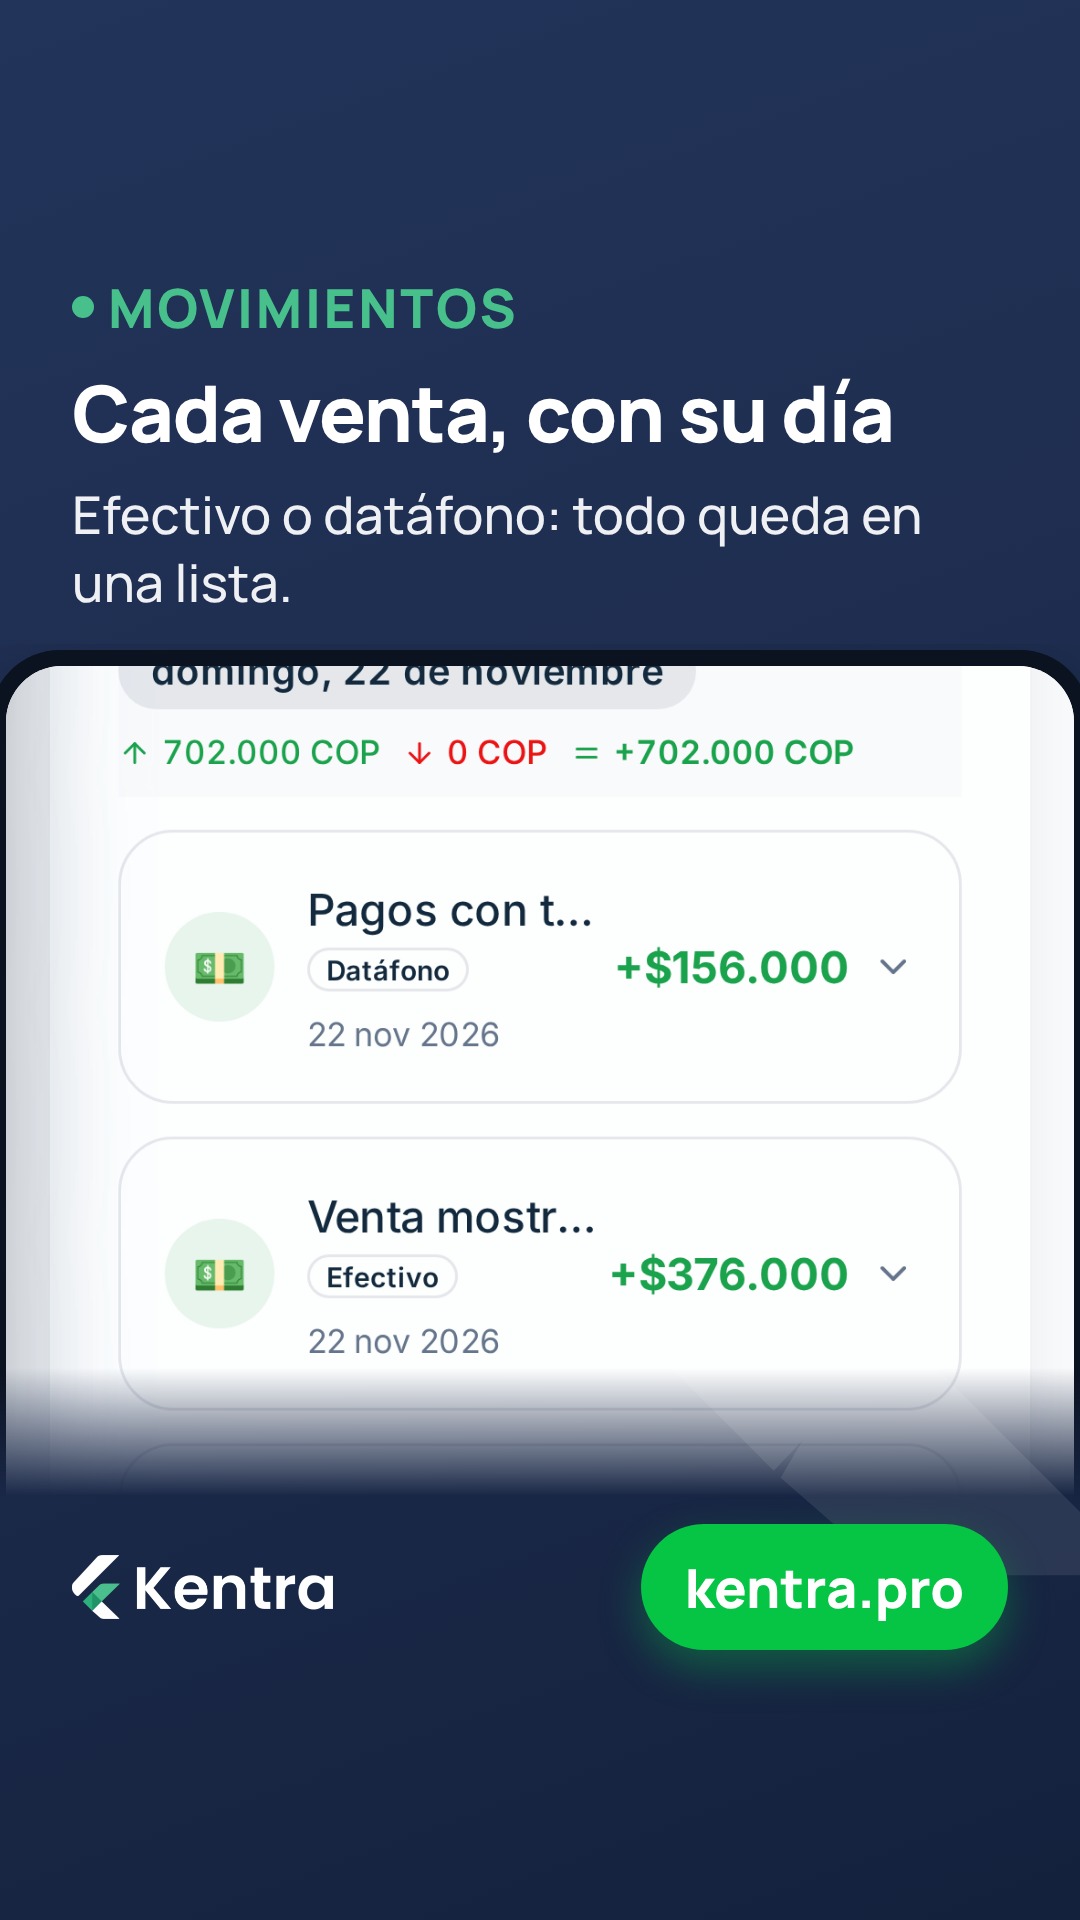 MOVIMIENTOS
Cada venta, con su día
Efectivo o datáfono: todo queda en
una lista.
domingo, 22 de noviembre
↑ 702.000 COP ↓ 0 COP = +702.000 COP
Pagos con t...
Datáfono
+$156.000
22 nov 2026
Venta mostr...
Efectivo
+$376.000
22 nov 2026
Kentra
kentra.pro